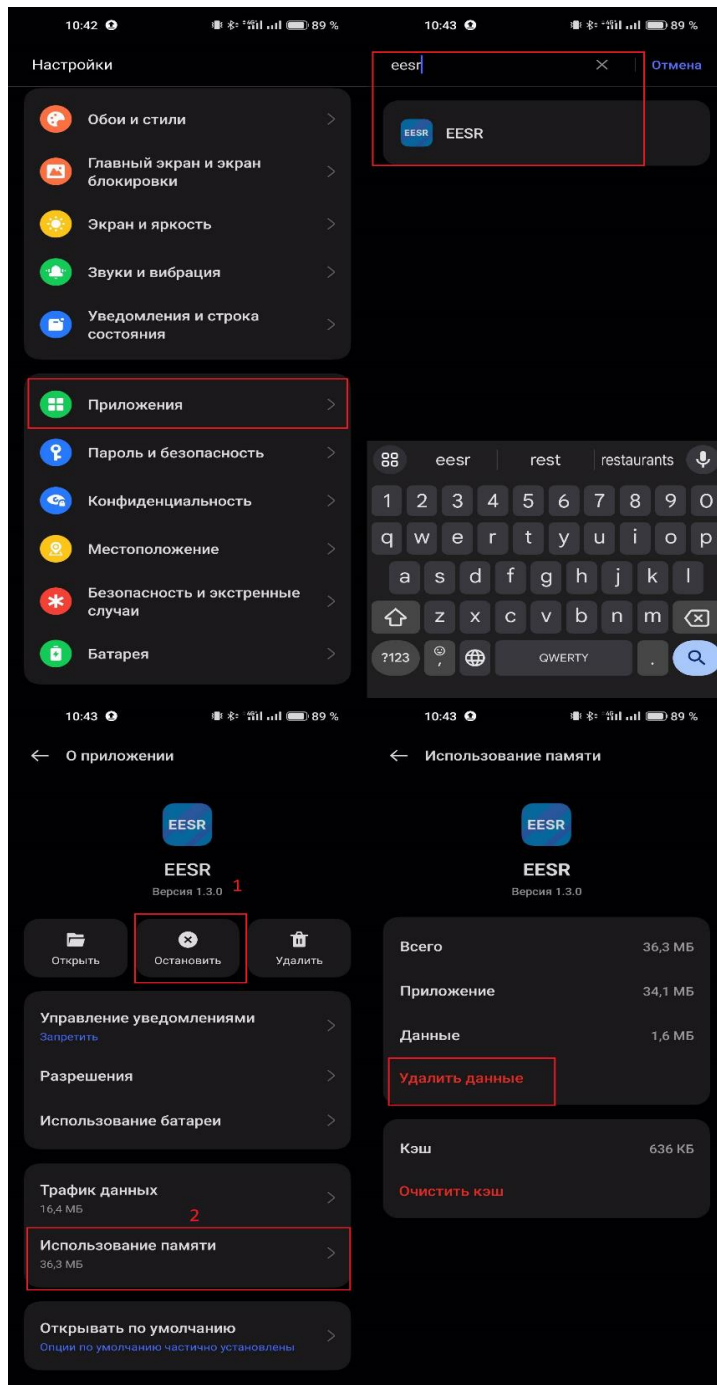 10:42
89 %
Настройки
Обои и стили
Главный экран и экран
блокировки
Экран и яркость
Звуки и вибрация
Уведомления и строка
состояния
Приложения
Пароль и безопасность
Конфиденциальность
Местоположение
Безопасность и экстренные
случаи
Батарея
10:43
89 %
eesr
Отмена
EESR
EESR
eesr rest restaurants
1 2 3 4 5 6 7 8 9 0
q w e r t y u i o p
a s d f g h j k l
z x c v b n m
?123 , QWERTY .
10:43
89 %
О приложении
EESR
EESR
Версия 1.3.0
1
Открыть
Остановить
Удалить
Управление уведомлениями
Запретить
Разрешения
Использование батареи
Трафик данных
16,4 МБ
2
Использование памяти
36,3 МБ
Открывать по умолчанию
Опции по умолчанию частично установлены
10:43
89 %
Использование памяти
EESR
EESR
Версия 1.3.0
Всего 36,3 МБ
Приложение 34,1 МБ
Данные 1,6 МБ
Удалить данные
Кэш 636 КБ
Очистить кэш